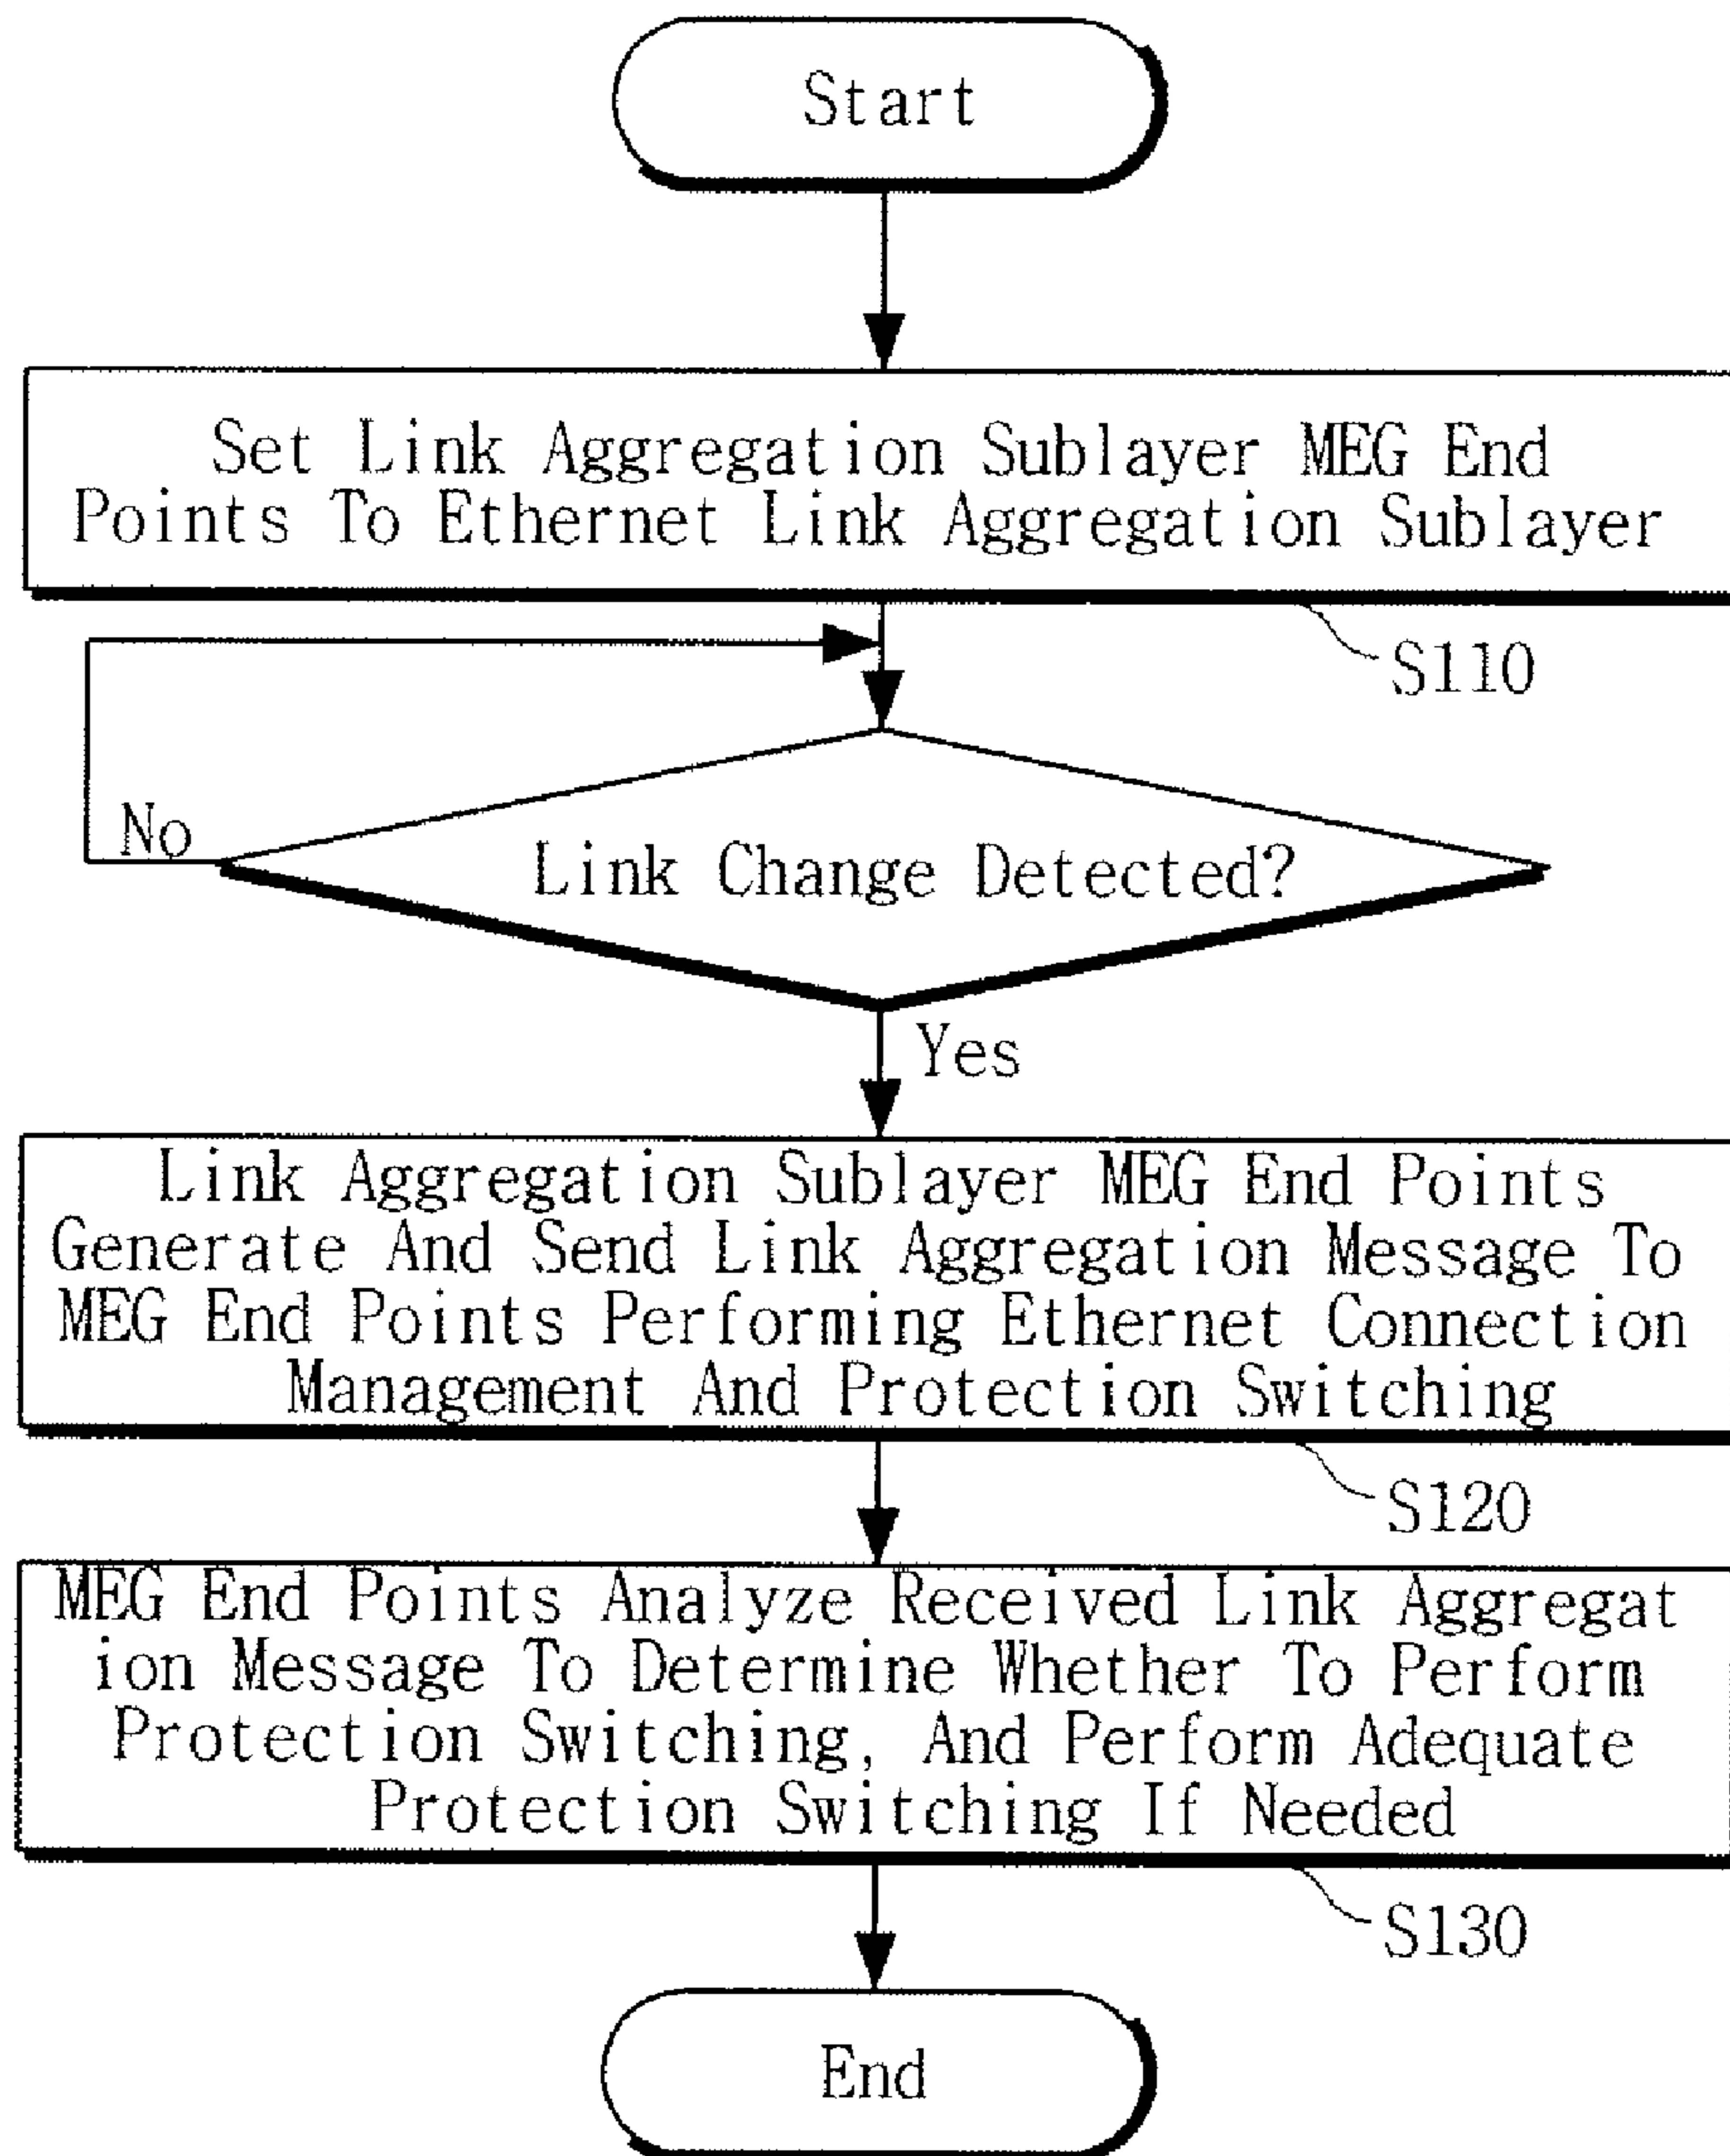 Start
Set Link Aggregation Sublayer MEG End
Points To Ethernet Link Aggregation Sublayer
S110
No
Link Change Detected?
Yes
Link Aggregation Sublayer MEG End Points
Generate And Send Link Aggregation Message To
MEG End Points Performing Ethernet Connection
Management And Protection Switching
S120
MEG End Points Analyze Received Link Aggregat
ion Message To Determine Whether To Perform
Protection Switching, And Perform Adequate
Protection Switching If Needed
S130
End